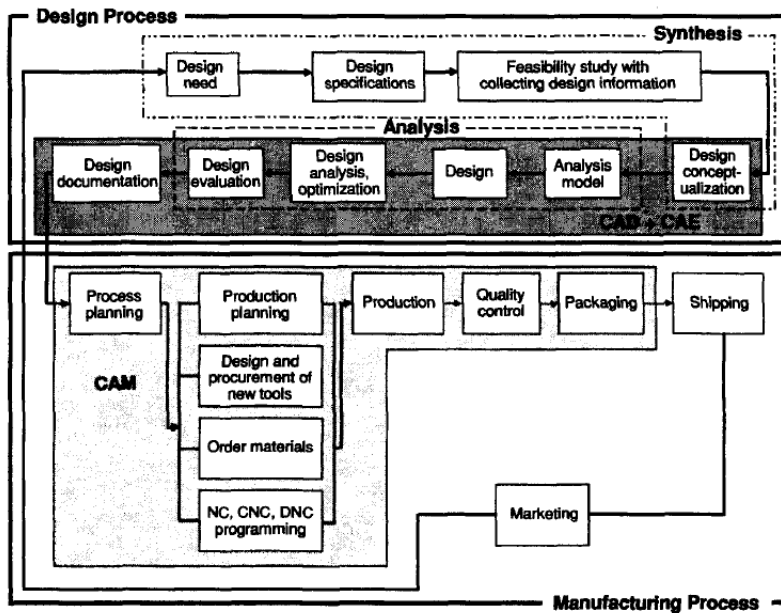 Design Process
Synthesis
Design
need
Design
specifications
Feasibility study with
collecting design information
Analysis
Design
documentation
Design
evaluation
Design
analysis,
optimization
Design
Analysis
model
Design
concept-
ualization
CAD + CAE
Process
planning
Production
planning
Production
Quality
control
Packaging
Shipping
CAM
Design and
procurement of
new tools
Order materials
NC, CNC, DNC
programming
Marketing
Manufacturing Process